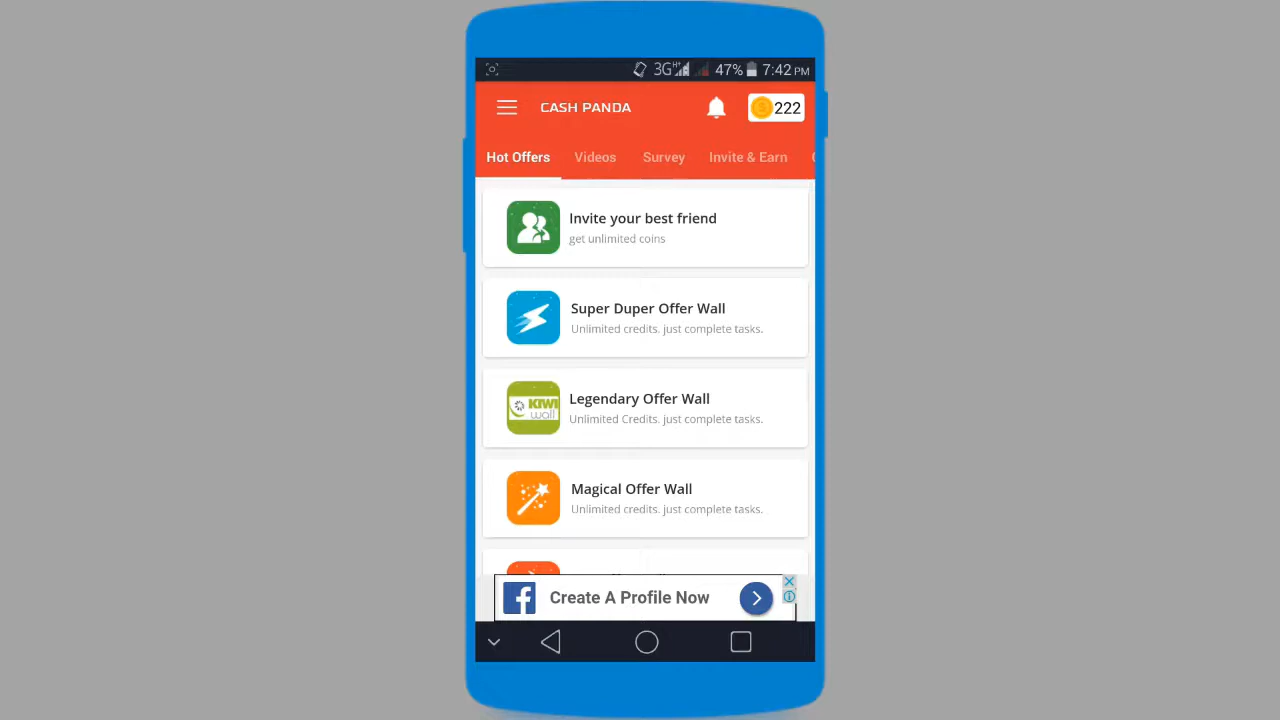 3G H+ 47% 7:42 PM
CASH PANDA
222
Hot Offers Videos Survey Invite & Earn
Invite your best friend
get unlimited coins
Super Duper Offer Wall
Unlimited credits. just complete tasks.
KIWI
wall
Legendary Offer Wall
Unlimited Credits. just complete tasks.
Magical Offer Wall
Unlimited credits. just complete tasks.
Create A Profile Now